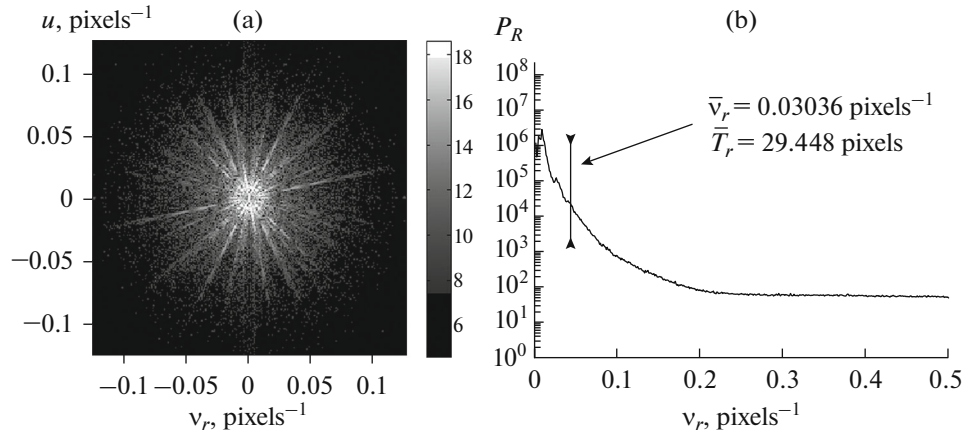 u, pixels⁻¹ (a)
0.1
0.05
0
−0.05
−0.1
−0.1 −0.05 0 0.05 0.1
ν_r, pixels⁻¹
18
16
14
12
10
8
6
(b)
P_R
10⁸
10⁷
10⁶
10⁵
10⁴
10³
10²
10¹
10⁰
ν̅_r = 0.03036 pixels⁻¹
T̅_r = 29.448 pixels
0 0.1 0.2 0.3 0.4 0.5
ν_r, pixels⁻¹